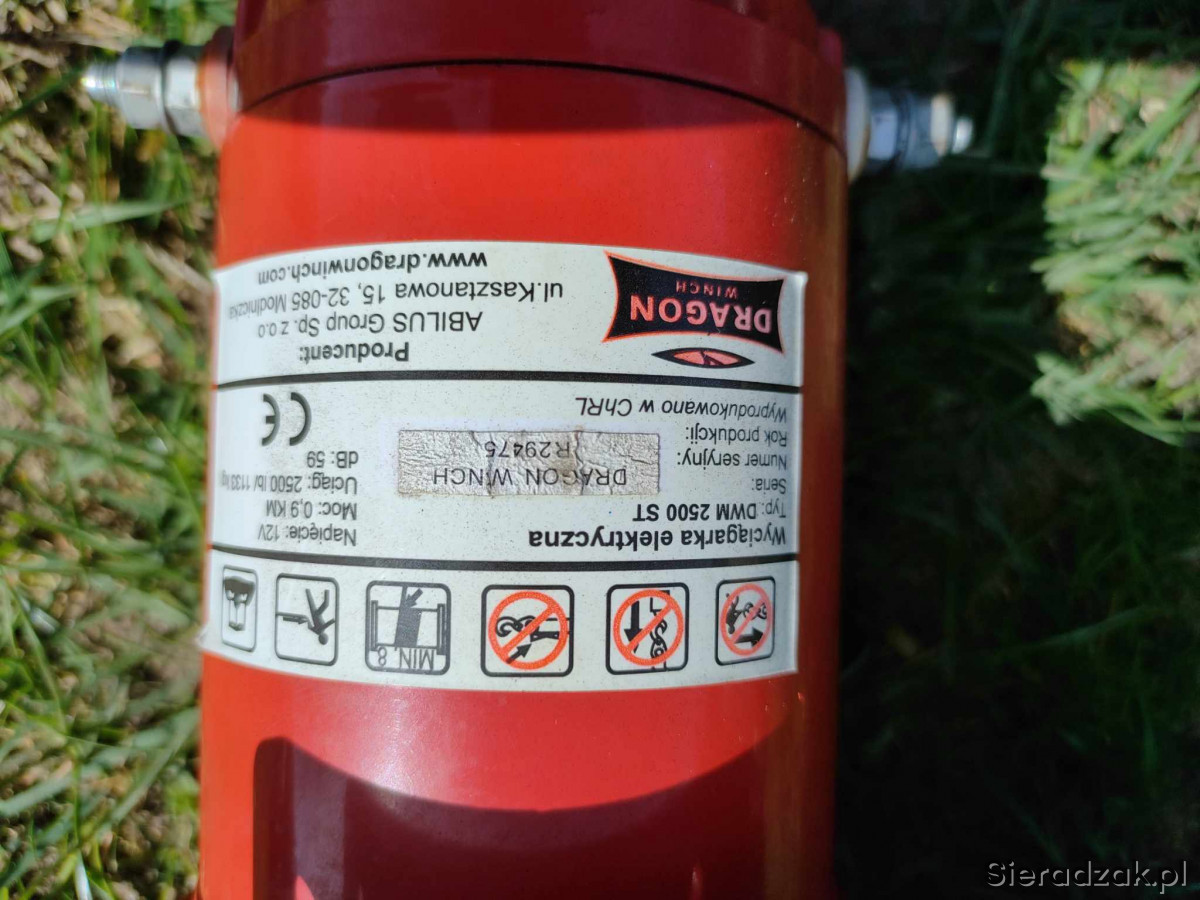 DRAGON
WINCH
Producent:
ABILUS Group Sp. z o.o
ul.Kasztanowa 15, 32-085 Modlniczka
www.dragonwinch.com
Wyciągarka elektryczna
Typ: DWM 2500 ST
Seria:
Numer seryjny:
Rok produkcji:
Wyprodukowano w ChRL
DRAGON WINCH
R29475
Napięcie: 12V
Moc: 0,9 KM
Uciąg: 2500 lb/ 1133 kg
dB: 59
CE
MIN. 8
Sieradzak.pl